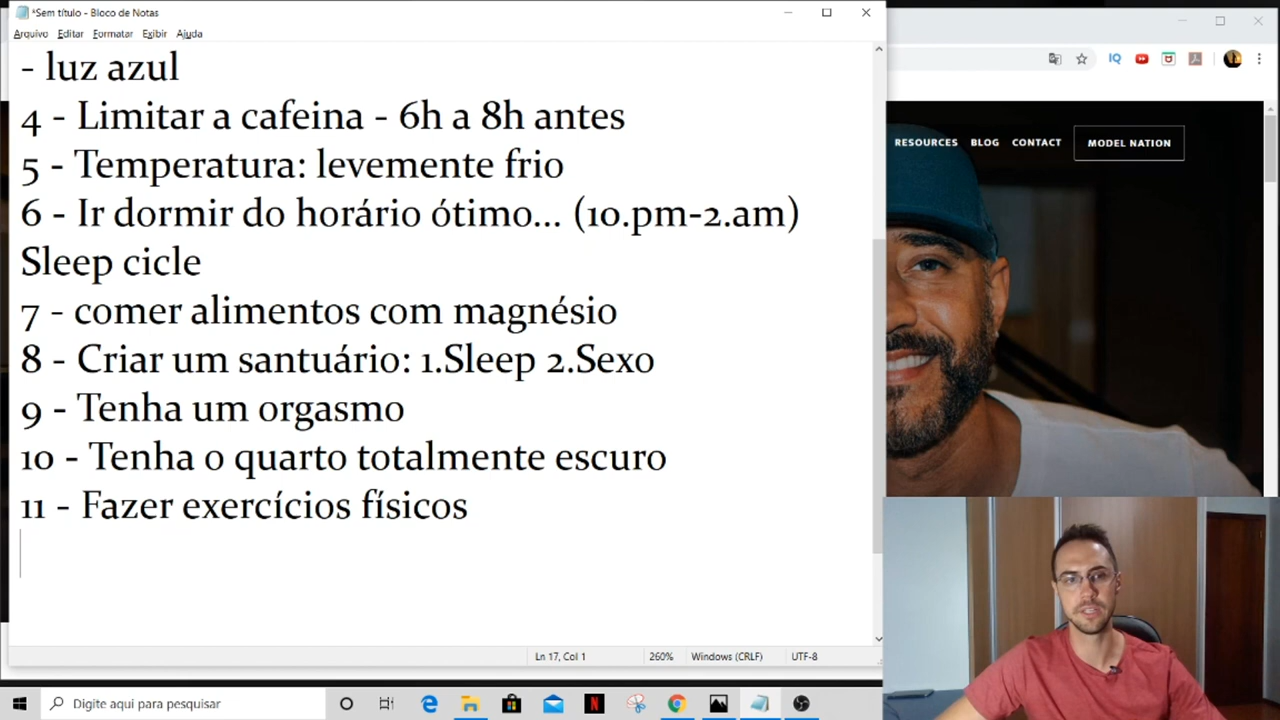 *Sem título - Bloco de Notas
Arquivo Editar Formatar Exibir Ajuda
- luz azul
4 - Limitar a cafeina - 6h a 8h antes
5 - Temperatura: levemente frio
6 - Ir dormir do horário ótimo... (10.pm-2.am)
Sleep cicle
7 - comer alimentos com magnésio
8 - Criar um santuário: 1.Sleep 2.Sexo
9 - Tenha um orgasmo
10 - Tenha o quarto totalmente escuro
11 - Fazer exercícios físicos
Ln 17, Col 1 260% Windows (CRLF) UTF-8
IQ
RESOURCES BLOG CONTACT MODEL NATION
Digite aqui para pesquisar
N